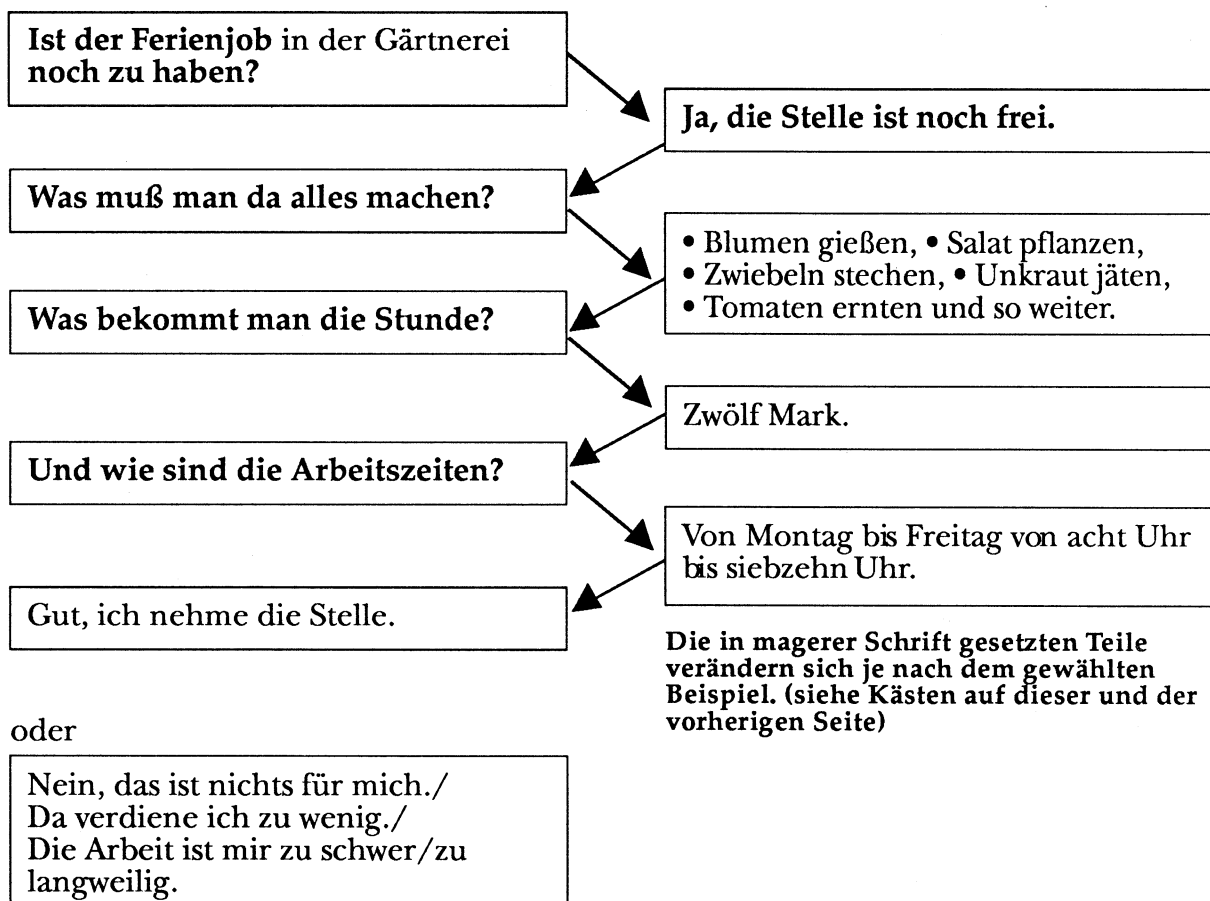 Ist der Ferienjob in der Gärtnerei
noch zu haben?
Ja, die Stelle ist noch frei.
Was muß man da alles machen?
• Blumen gießen, • Salat pflanzen,
• Zwiebeln stechen, • Unkraut jäten,
• Tomaten ernten und so weiter.
Was bekommt man die Stunde?
Zwölf Mark.
Und wie sind die Arbeitszeiten?
Von Montag bis Freitag von acht Uhr
bis siebzehn Uhr.
Gut, ich nehme die Stelle.
Die in magerer Schrift gesetzten Teile
verändern sich je nach dem gewählten
Beispiel. (siehe Kästen auf dieser und der
vorherigen Seite)
oder
Nein, das ist nichts für mich./
Da verdiene ich zu wenig./
Die Arbeit ist mir zu schwer/zu
langweilig.